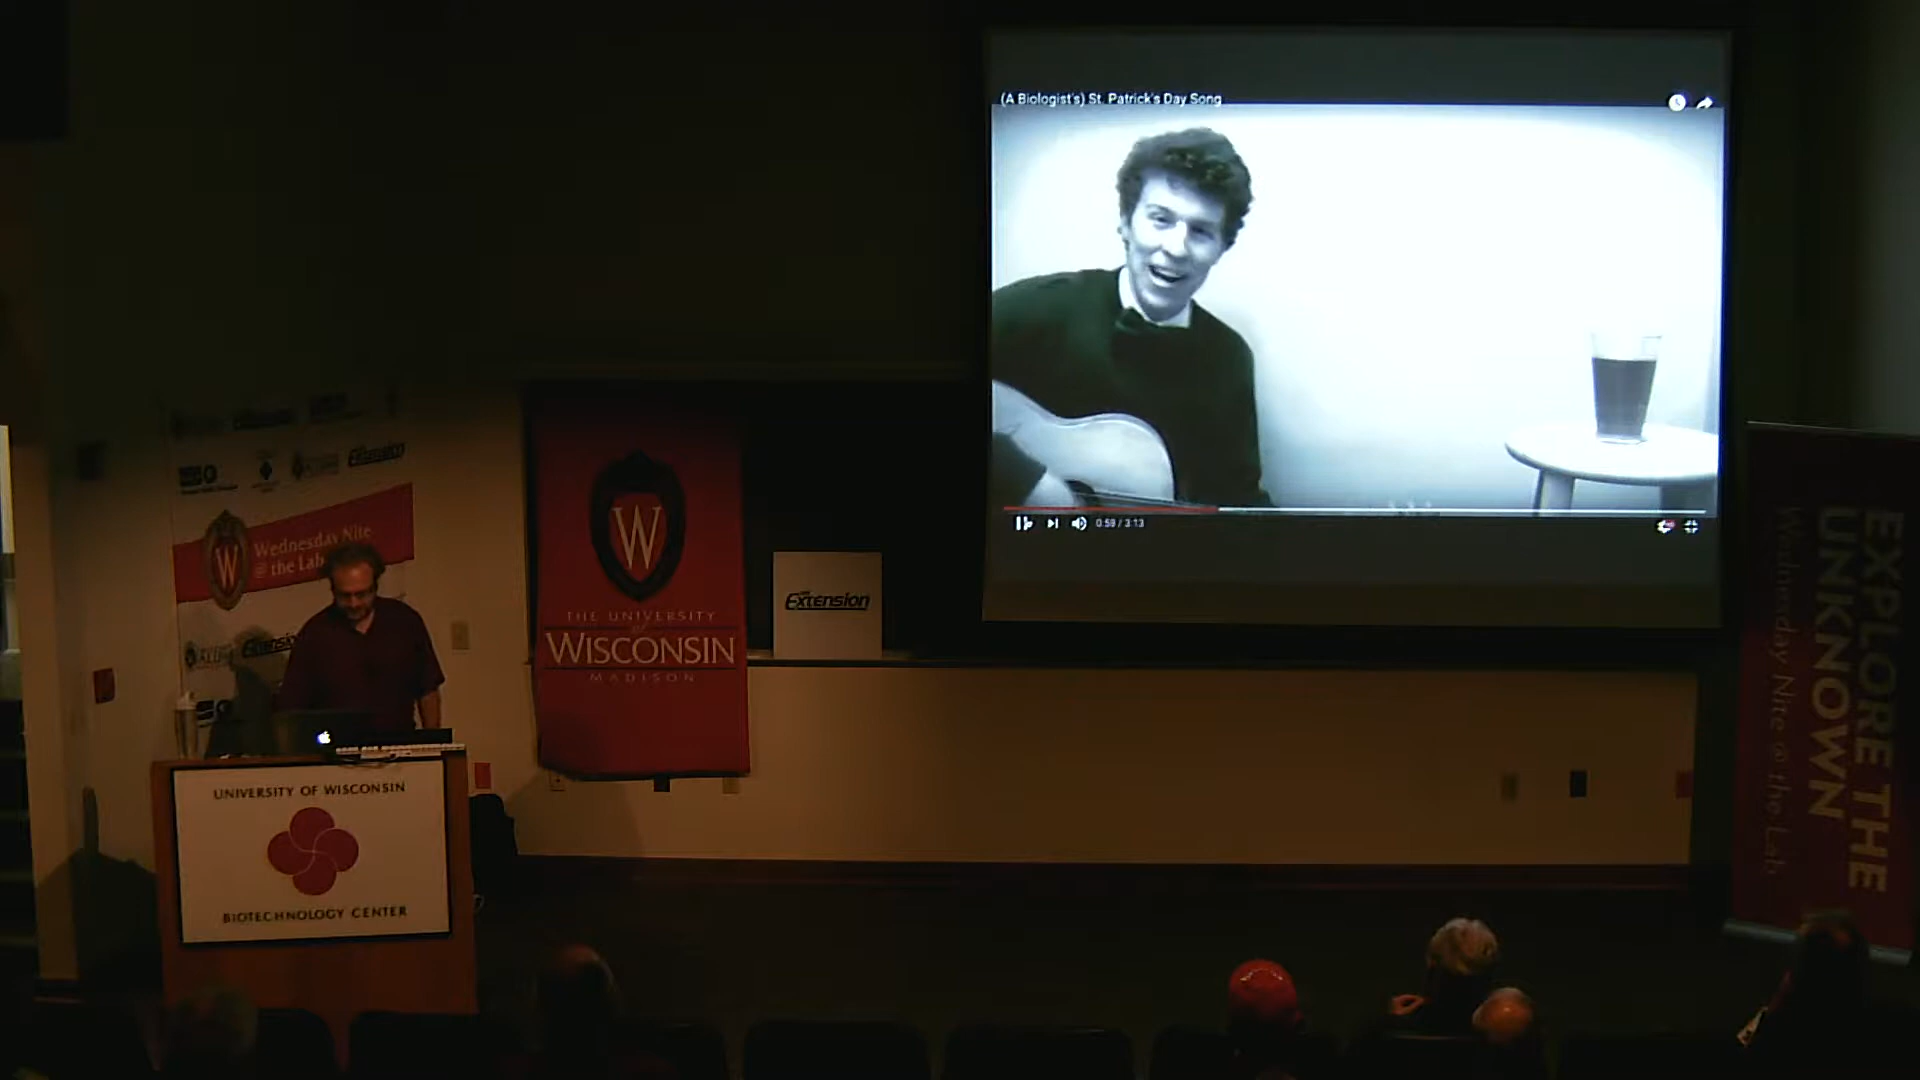 (A Biologist's) St. Patrick's Day Song
0:59 / 3:13
Extension
W
Wednesday Nite
@ the Lab
W
THE UNIVERSITY
of
WISCONSIN
MADISON
Extension
UNIVERSITY OF WISCONSIN
BIOTECHNOLOGY CENTER
EXPLORE THE
UNKNOWN
Wednesday Nite @ the Lab